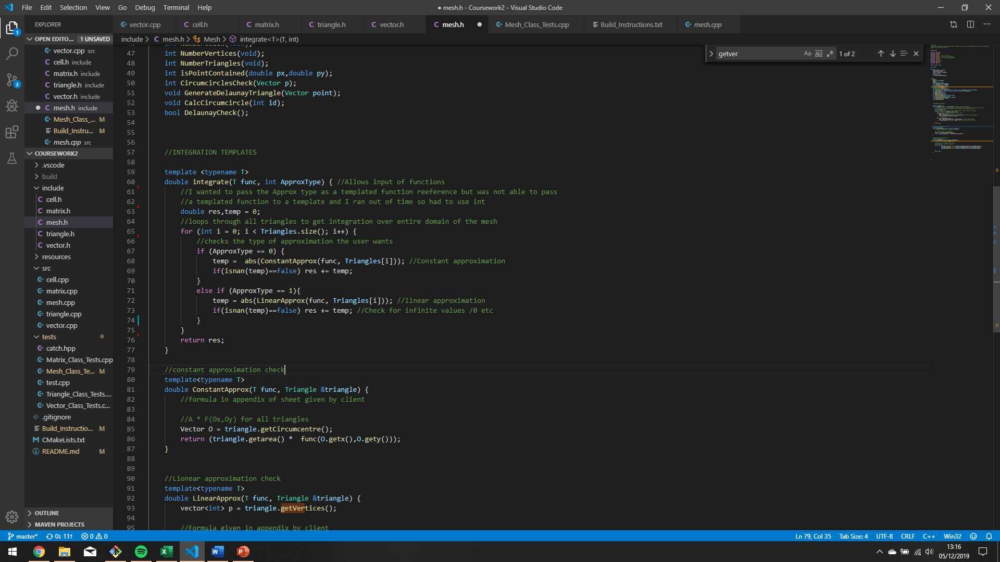 File Edit Selection View Go Debug Terminal Help
● mesh.h - Coursework2 - Visual Studio Code
EXPLORER
vector.cpp cell.h matrix.h triangle.h vector.h mesh.h Mesh_Class_Tests.cpp Build_Instructions.txt mesh.cpp
OPEN EDITO... 1 UNSAVED
vector.cpp src
cell.h include
matrix.h include
triangle.h include
vector.h include
mesh.h include
Mesh_Class_... M
Build_Instru... M
mesh.cpp src
COURSEWORK2
.vscode
build
include
cell.h
matrix.h
mesh.h
triangle.h
vector.h
resources
src
cell.cpp
matrix.cpp
mesh.cpp
triangle.cpp
vector.cpp
tests
catch.hpp
Matrix_Class_Tests.cpp
Mesh_Class_Te... M
test.cpp
Triangle_Class_Tests....
Vector_Class_Tests.c...
.gitignore
Build_Instructio... M
CMakeLists.txt
README.md M
OUTLINE
MAVEN PROJECTS
1
3
include > mesh.h > Mesh > integrate<T>(T, int)
getver Aa Abl .* 1 of 2
46 int NumberCells(void);
47 int NumberVertices(void);
48 int NumberTriangles(void);
49 int isPointContained(double px,double py);
50 int CircumcirclesCheck(Vector p);
51 void GenerateDelaunayTriangle(Vector point);
52 void CalcCircumcircle(int id);
53 bool DelaunayCheck();
54
55
56
57 //INTEGRATION TEMPLATES
58
59 template <typename T>
60 double integrate(T func, int ApproxType) { //Allows input of functions
61 //I wanted to pass the Approx type as a templated function reeference but was not able to pass
62 //a templated function to a template and I ran out of time so had to use int
63 double res,temp = 0;
64 //loops through all triangles to get integration over entire domain of the mesh
65 for (int i = 0; i < Triangles.size(); i++) {
66 //checks the type of approximation the user wants
67 if (ApproxType == 0) {
68 temp =  abs(ConstantApprox(func, Triangles[i])); //Constant approximation
69 if(isnan(temp)==false) res += temp;
70 }
71 else if (ApproxType == 1){
72 temp = abs(LinearApprox(func, Triangles[i])); //linear approximation
73 if(isnan(temp)==false) res += temp; //Check for infinite values /0 etc
74 }
75 }
76 return res;
77 }
78
79 //constant approximation check
80 template<typename T>
81 double ConstantApprox(T func, Triangle &triangle) {
82 //formula in appendix of sheet given by client
83
84 //A * F(Ox,Oy) for all triangles
85 Vector O = triangle.getCircumcentre();
86 return (triangle.getarea() *  func(O.getx(),O.gety()));
87 }
88
89
90 //Lionear approximation check
91 template<typename T>
92 double LinearApprox(T func, Triangle &triangle) {
93 vector<int> p = triangle.getVertices();
94
95 //Formula given in appendix by client
master* 0↓ 11↑ 0 0
Ln 79, Col 35 Tab Size: 4 UTF-8 CRLF C++ Win32
13:16
05/12/2019